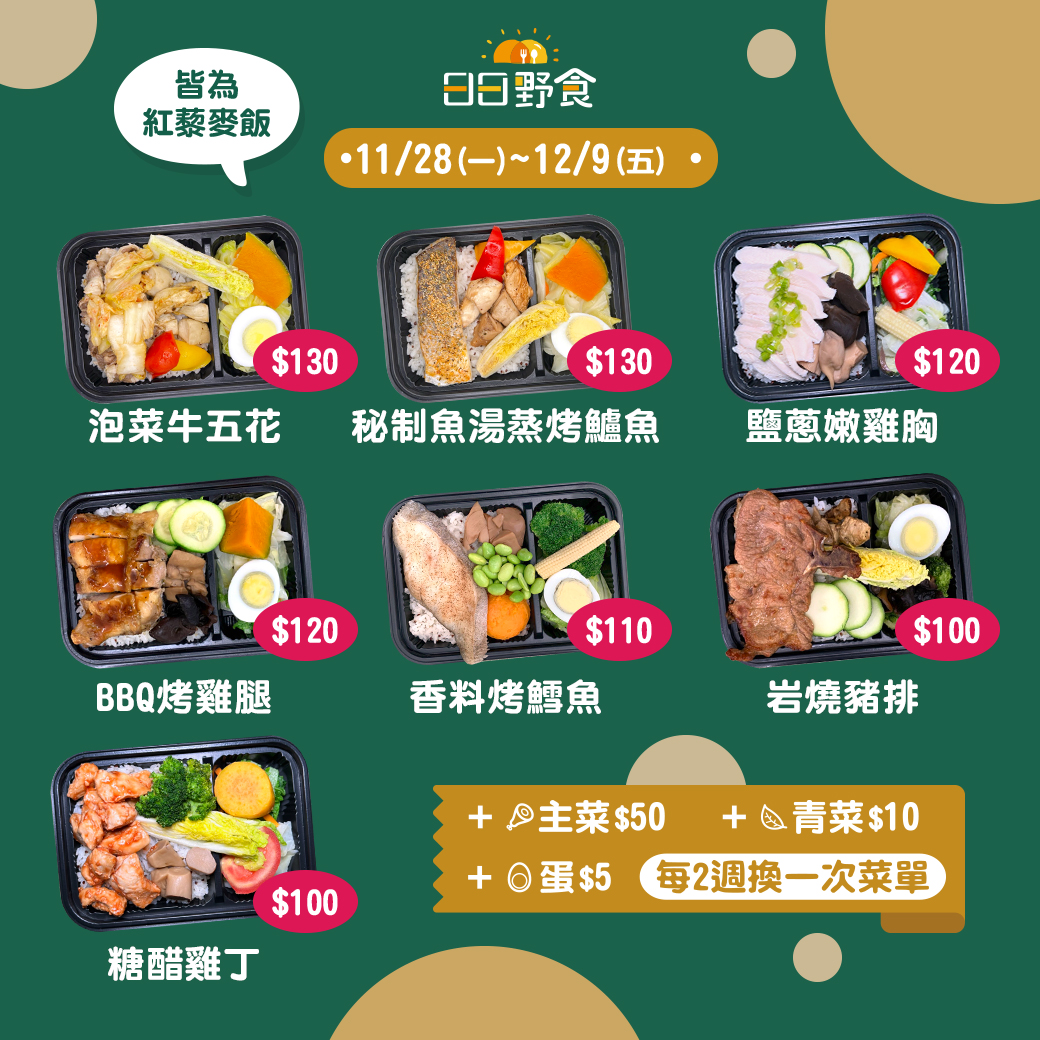 皆為
紅藜麥飯
日日野食
•11/28(一)~12/9(五) •
$130
泡菜牛五花
$130
秘制魚湯蒸烤鱸魚
$120
鹽蔥嫩雞胸
$120
BBQ烤雞腿
$110
香料烤鱈魚
$100
岩燒豬排
$100
糖醋雞丁
+ 主菜$50
+ 青菜$10
+ 蛋$5
每2週換一次菜單